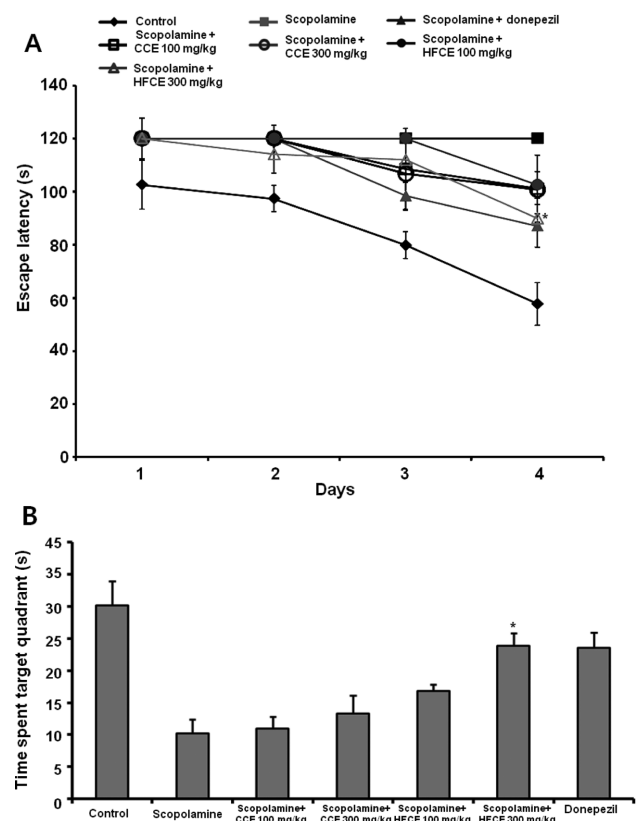 A
Control
Scopolamine
Scopolamine + donepezil
Scopolamine +
CCE 100 mg/kg
Scopolamine +
CCE 300 mg/kg
Scopolamine +
HFCE 100 mg/kg
Scopolamine +
HFCE 300 mg/kg
Escape latency (s)
140
120
100
80
60
40
20
0
*
1 2 3 4
Days
B
Time spent target quadrant (s)
45
35
30
25
20
15
10
5
0
*
Control
Scopolamine
Scopolamine+
CCE 100 mg/kg
Scopolamine+
CCE 300 mg/kg
Scopolamine+
HFCE 100 mg/kg
Scopolamine+
HFCE 300 mg/kg
Donepezil